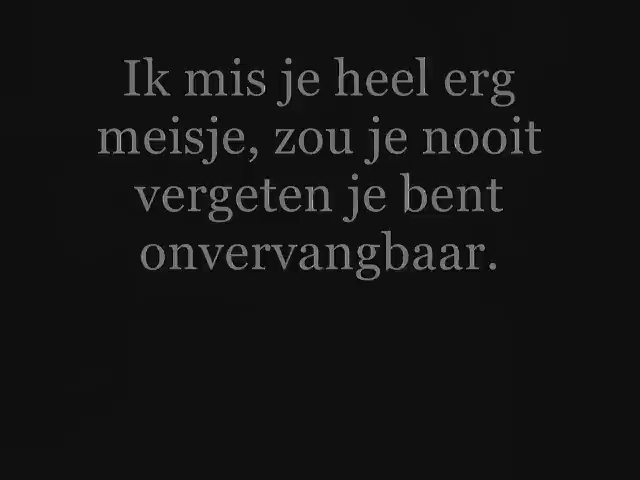 Ik mis je heel erg
meisje, zou je nooit
vergeten je bent
onvervangbaar.